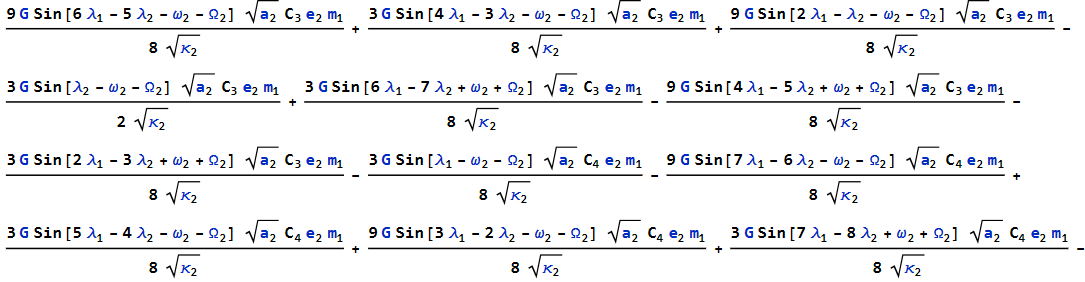 9 G Sin[6 λ₁ - 5 λ₂ - ω₂ - Ω₂] √a₂ C₃ e₂ m₁ / 8 √κ₂ + 3 G Sin[4 λ₁ - 3 λ₂ - ω₂ - Ω₂] √a₂ C₃ e₂ m₁ / 8 √κ₂ + 9 G Sin[2 λ₁ - λ₂ - ω₂ - Ω₂] √a₂ C₃ e₂ m₁ / 8 √κ₂ -
3 G Sin[λ₂ - ω₂ - Ω₂] √a₂ C₃ e₂ m₁ / 2 √κ₂ + 3 G Sin[6 λ₁ - 7 λ₂ + ω₂ + Ω₂] √a₂ C₃ e₂ m₁ / 8 √κ₂ - 9 G Sin[4 λ₁ - 5 λ₂ + ω₂ + Ω₂] √a₂ C₃ e₂ m₁ / 8 √κ₂ -
3 G Sin[2 λ₁ - 3 λ₂ + ω₂ + Ω₂] √a₂ C₃ e₂ m₁ / 8 √κ₂ - 3 G Sin[λ₁ - ω₂ - Ω₂] √a₂ C₄ e₂ m₁ / 8 √κ₂ - 9 G Sin[7 λ₁ - 6 λ₂ - ω₂ - Ω₂] √a₂ C₄ e₂ m₁ / 8 √κ₂ +
3 G Sin[5 λ₁ - 4 λ₂ - ω₂ - Ω₂] √a₂ C₄ e₂ m₁ / 8 √κ₂ + 9 G Sin[3 λ₁ - 2 λ₂ - ω₂ - Ω₂] √a₂ C₄ e₂ m₁ / 8 √κ₂ + 3 G Sin[7 λ₁ - 8 λ₂ + ω₂ + Ω₂] √a₂ C₄ e₂ m₁ / 8 √κ₂ -